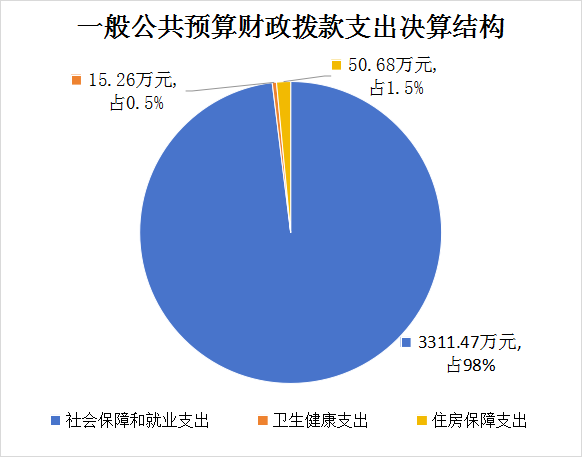 一般公共预算财政拨款支出决算结构
15.26万元,
占0.5%
50.68万元,
占1.5%
3311.47万元,
占98%
社会保障和就业支出
卫生健康支出
住房保障支出